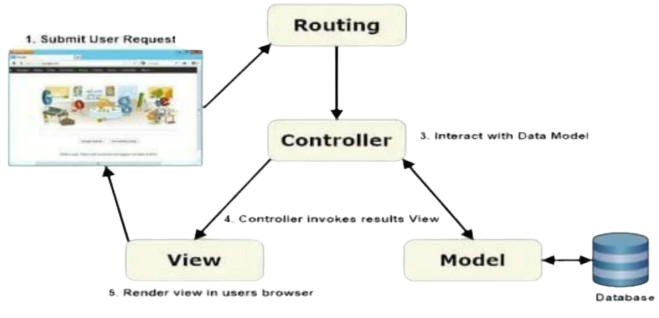 Routing
1. Submit User Request
Controller
3. Interact with Data Model
4. Controller invokes results View
View
Model
5. Render view in users browser
Database